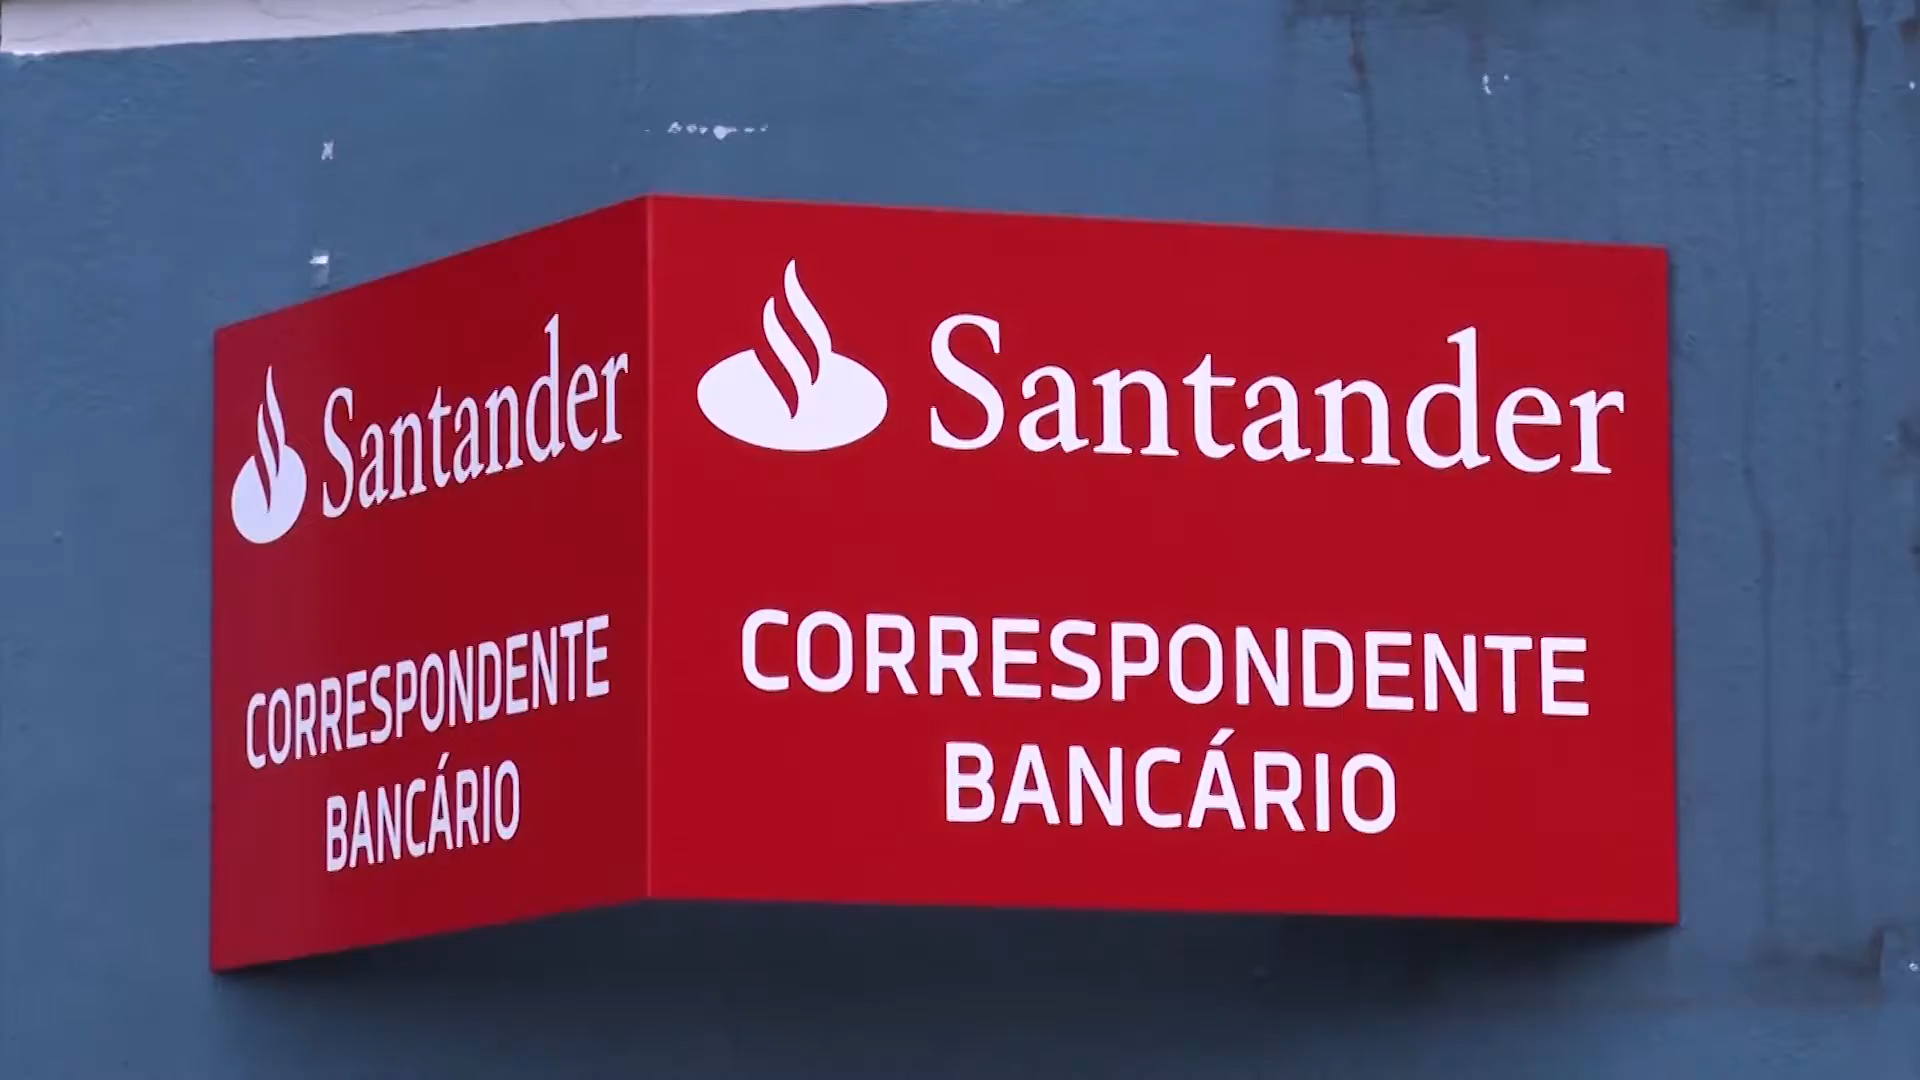 Santander
CORRESPONDENTE
BANCÁRIO
Santander
CORRESPONDENTE
BANCÁRIO